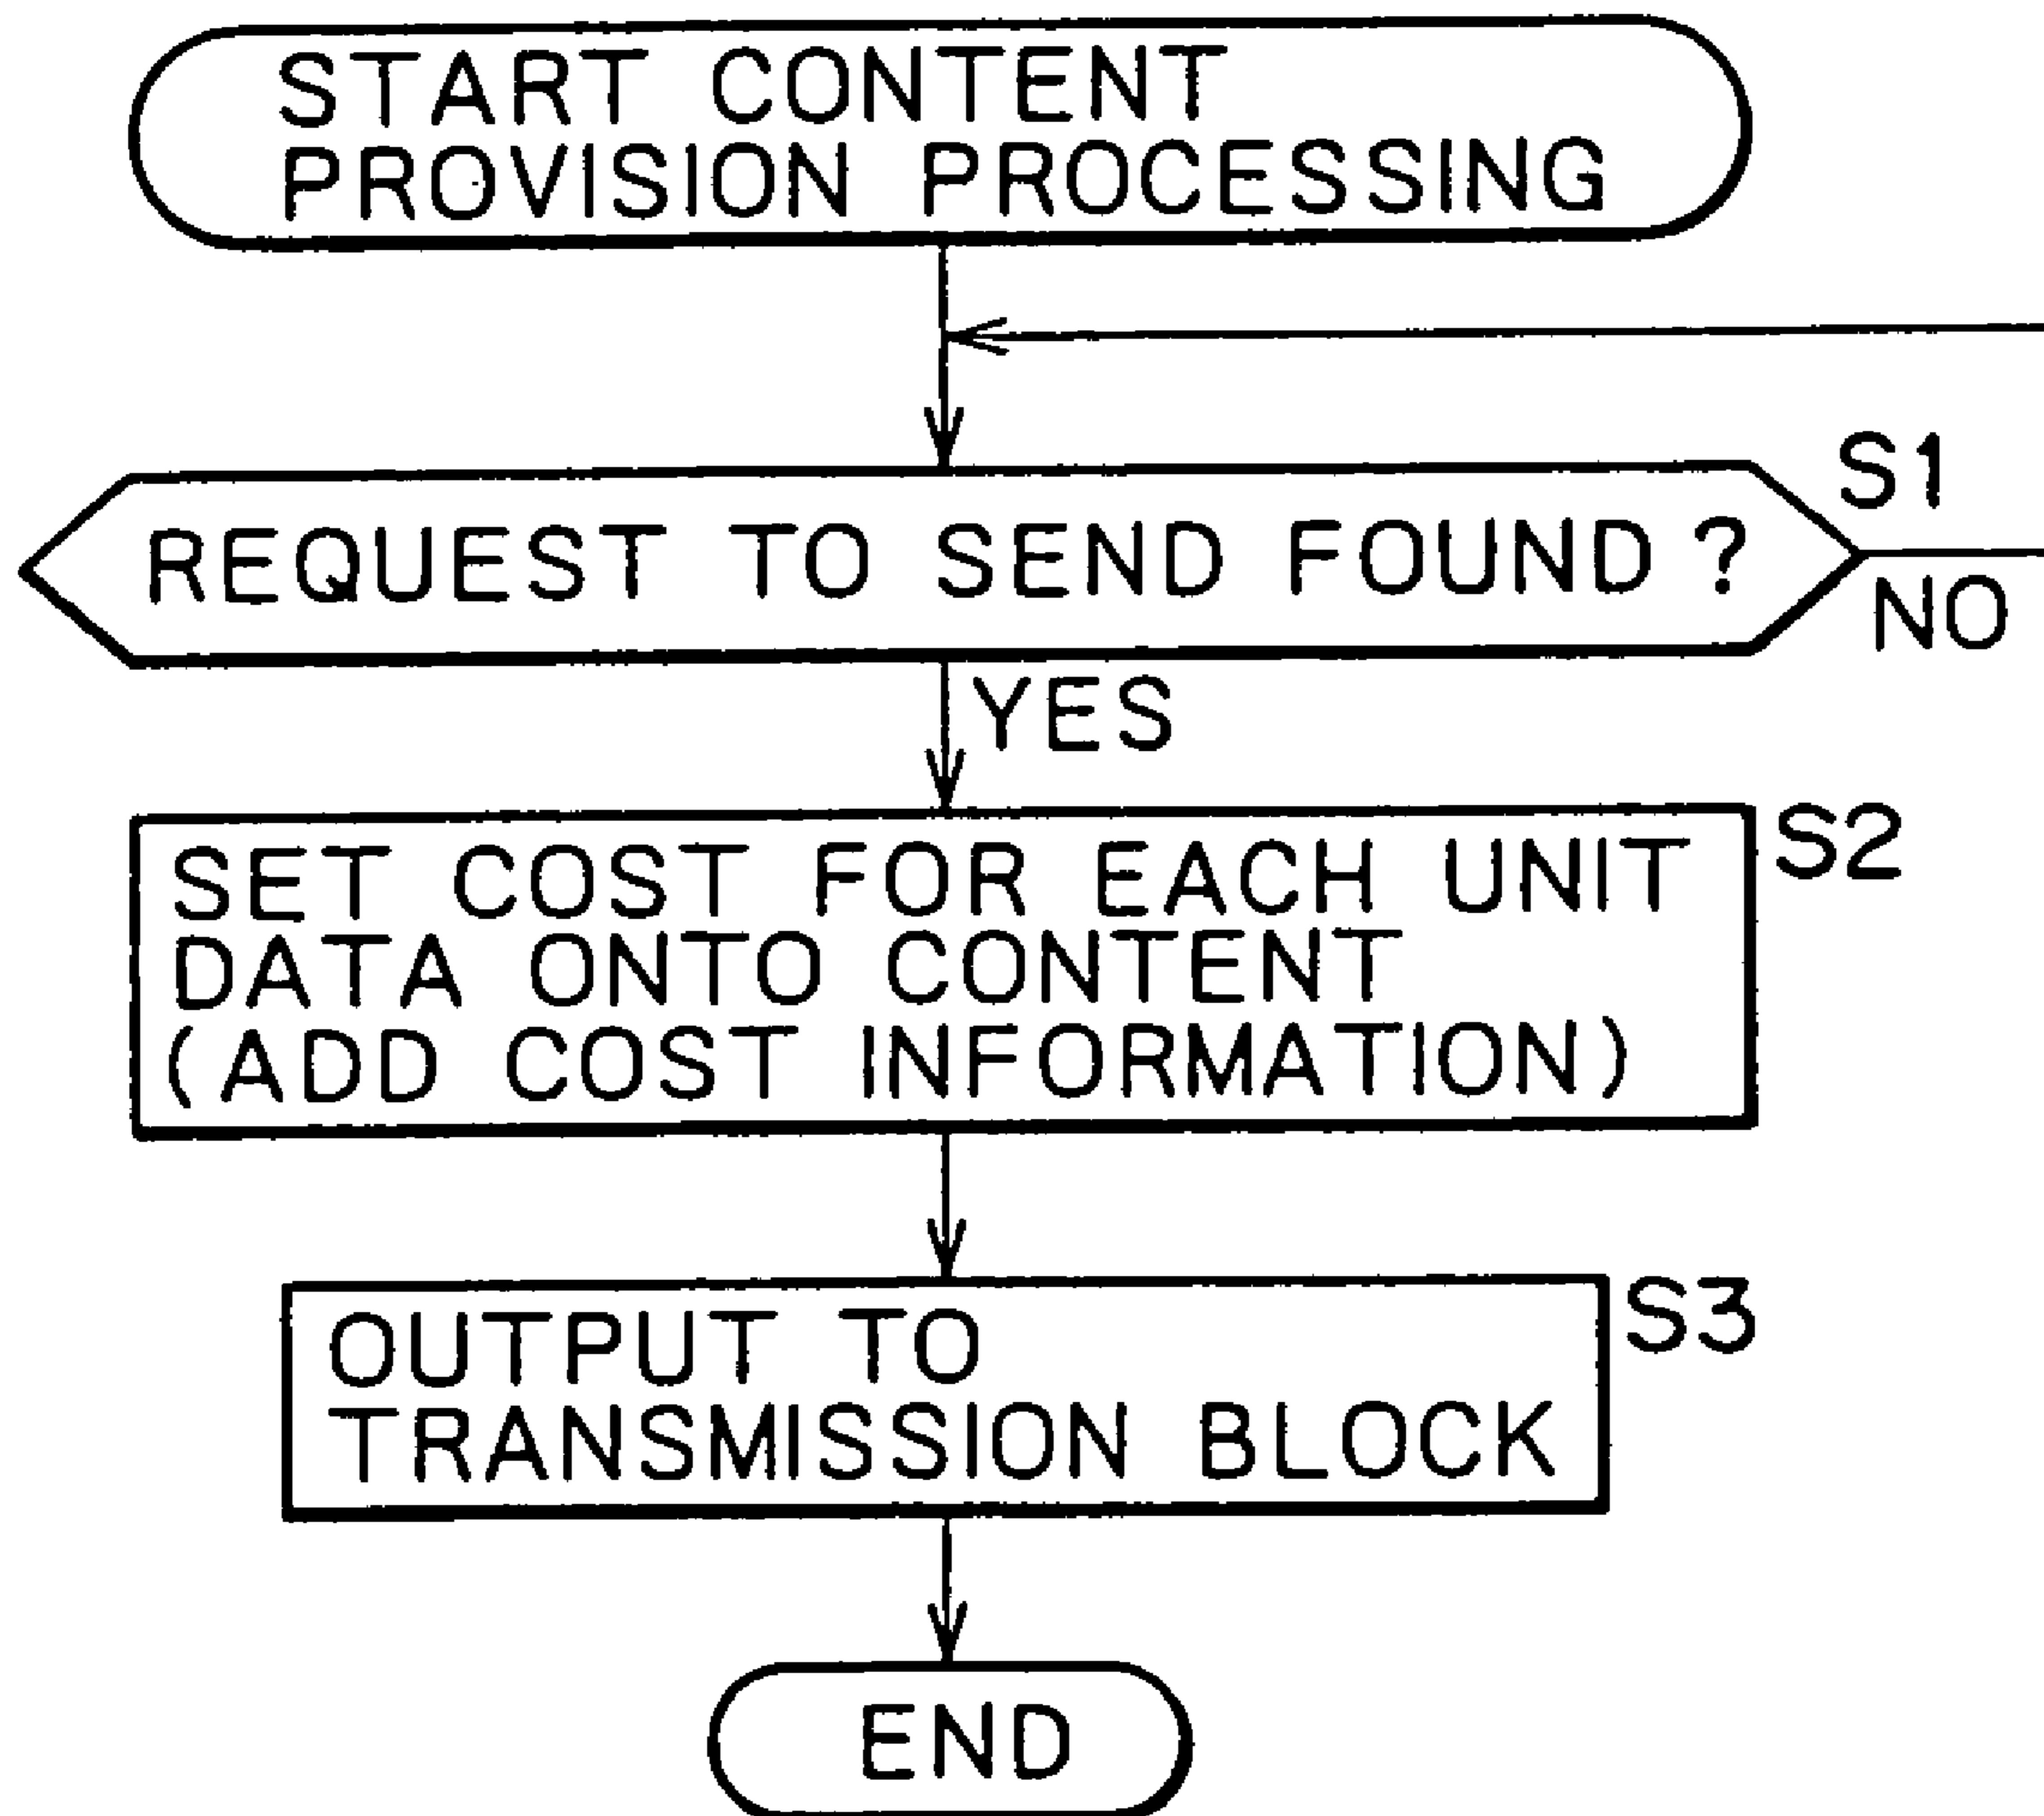 START CONTENT
PROVISION PROCESSING
S1
REQUEST TO SEND FOUND ?
NO
YES
S2
SET COST FOR EACH UNIT
DATA ONTO CONTENT
(ADD COST INFORMATION)
S3
OUTPUT TO
TRANSMISSION BLOCK
END